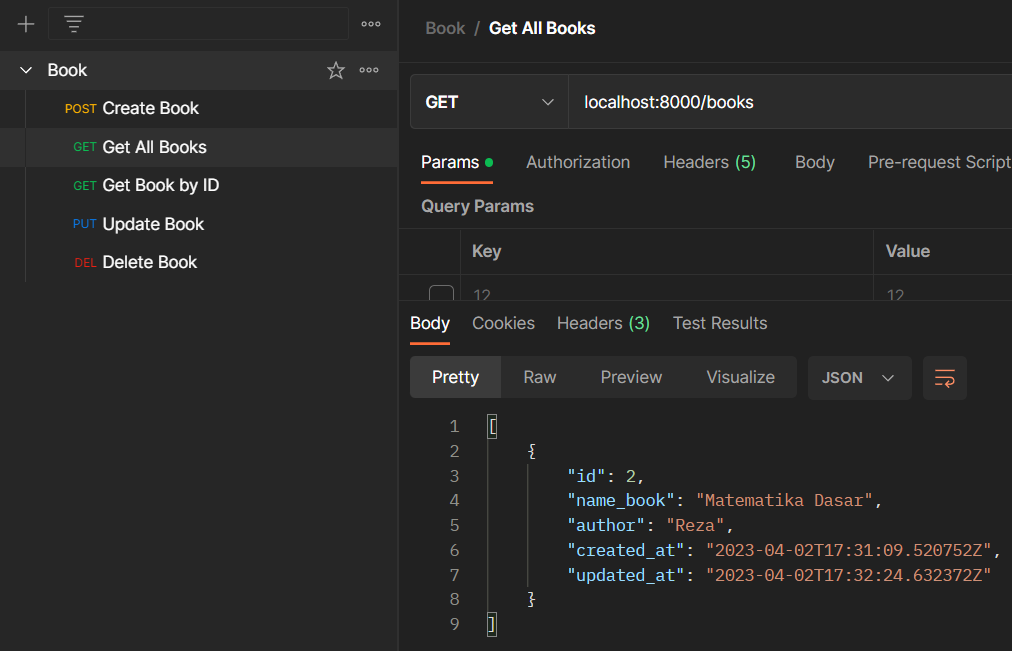 Book / Get All Books
Book
POST Create Book
GET Get All Books
GET Get Book by ID
PUT Update Book
DEL Delete Book
GET localhost:8000/books
Params Authorization Headers (5) Body Pre-request Script
Query Params
Key Value
12 12
Body Cookies Headers (3) Test Results
Pretty Raw Preview Visualize JSON
1 [
2 {
3 "id": 2,
4 "name_book": "Matematika Dasar",
5 "author": "Reza",
6 "created_at": "2023-04-02T17:31:09.520752Z",
7 "updated_at": "2023-04-02T17:32:24.632372Z"
8 }
9 ]